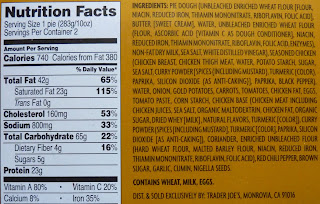 Nutrition Facts
Serving Size 1 pie (283g/10oz)
Servings Per Container 2
Amount Per Serving
Calories 740 Calories from Fat 380
% Daily Value*
Total Fat 42g 65%
Saturated Fat 23g 115%
Trans Fat 0g
Cholesterol 160mg 53%
Sodium 800mg 33%
Total Carbohydrate 65g 22%
Dietary Fiber 4g 16%
Sugars 5g
Protein 23g
Vitamin A 80% • Vitamin C 20%
Calcium 8% • Iron 35%
INGREDIENTS: PIE DOUGH [UNBLEACHED ENRICHED WHEAT FLOUR (FLOUR,
NIACIN, REDUCED IRON, THIAMIN MONONITRATE, RIBOFLAVIN, FOLIC ACID),
BUTTER (SWEET CREAM), WATER, UNBLEACHED ENRICHED WHEAT FLOUR
(FLOUR, ASCORBIC ACID (VITAMIN C AS DOUGH CONDITIONER), NIACIN,
REDUCED IRON, THIAMIN MONONITRATE, RIBOFLAVIN, FOLIC ACID, ENZYMES),
NON FAT DRY MILK, SEA SALT, WHITE DISTILLED VINEGAR], SEASONED CHICKEN
(CHICKEN BREAST, CHICKEN THIGH MEAT, WATER, POTATO STARCH, SUGAR,
SEA SALT, CURRY POWDER (SPICES (INCLUDING MUSTARD), TURMERIC (COLOR),
PAPRIKA, SILICON DIOXIDE [AS ANTI-CAKING]), PAPRIKA, BLACK PEPPER),
WATER, ONION, GOLD POTATOES, CARROTS, TOMATOES, CHICKEN FAT, EGGS,
TOMATO PASTE, CORN STARCH, CHICKEN BASE (CHICKEN MEAT INCLUDING
CHICKEN JUICES, SEA SALT, ORGANIC MALTODEXTRIN, CHICKEN FAT, ORGANIC
SUGAR, DRIED WHEY [MILK], NATURAL FLAVORS, TURMERIC [COLOR]), CURRY
POWDER (SPICES [INCLUDING MUSTARD], TURMERIC [COLOR], PAPRIKA, SILICON
DIOXIDE [AS ANTI-CAKING]), CORIANDER, ENRICHED UNBLEACHED FLOUR
(HARD WHEAT FLOUR, MALTED BARLEY FLOUR, NIACIN, REDUCED IRON,
THIAMIN MONONITRATE, RIBOFLAVIN, FOLIC ACID), RED CHILI PEPPER, BROWN
SUGAR, GARLIC, CUMIN, NIGELLA SEEDS.
CONTAINS WHEAT, MILK, EGGS.
DIST. & SOLD EXCLUSIVELY BY: TRADER JOE'S, MONROVIA, CA 91016